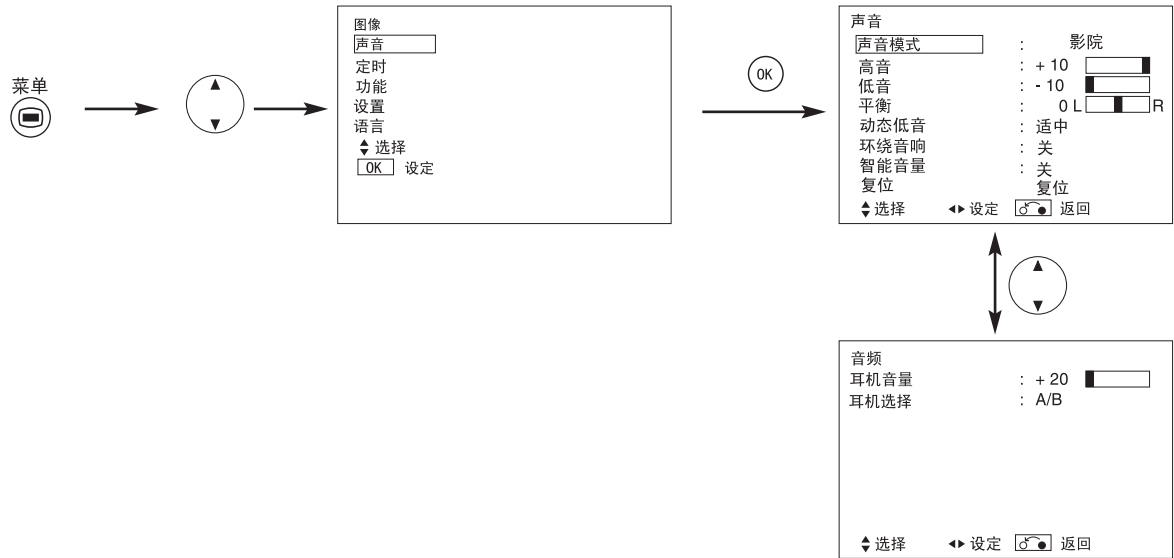 菜单
图像
声音
定时
功能
设置
语言
选择
OK 设定
OK
声音
声音模式 : 影院
高音 : + 10
低音 : - 10
平衡 : 0 L R
动态低音 : 适中
环绕音响 : 关
智能音量 : 关
复位 复位
选择 设定 返回
音频
耳机音量 : + 20
耳机选择 : A/B
选择 设定 返回